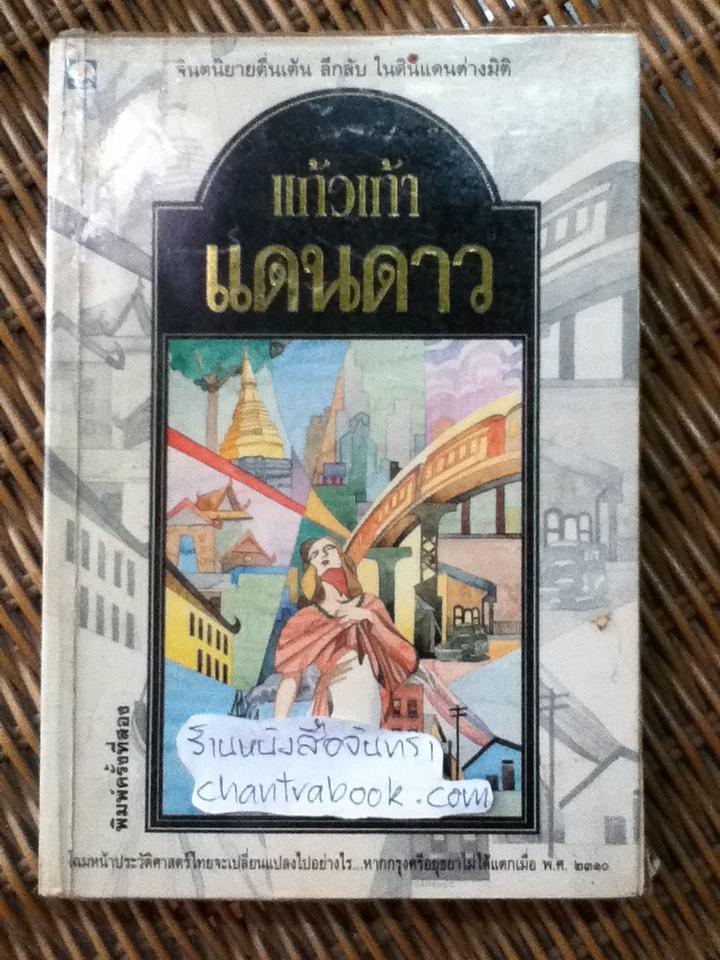 จินตนิยายตื่นเต้น ลึกลับ ในดินแดนต่างมิติ
แก้วเก้า
แดนดาว
ร้านหนังสือจันทรา
chantrabook.com
พิมพ์ครั้งที่สอง
โฉมหน้าประวัติศาสตร์ไทยจะเปลี่ยนแปลงไปอย่างไร...หากกรุงศรีอยุธยาไม่ได้แตกเมื่อ พ.ศ. ๒๓๑๐